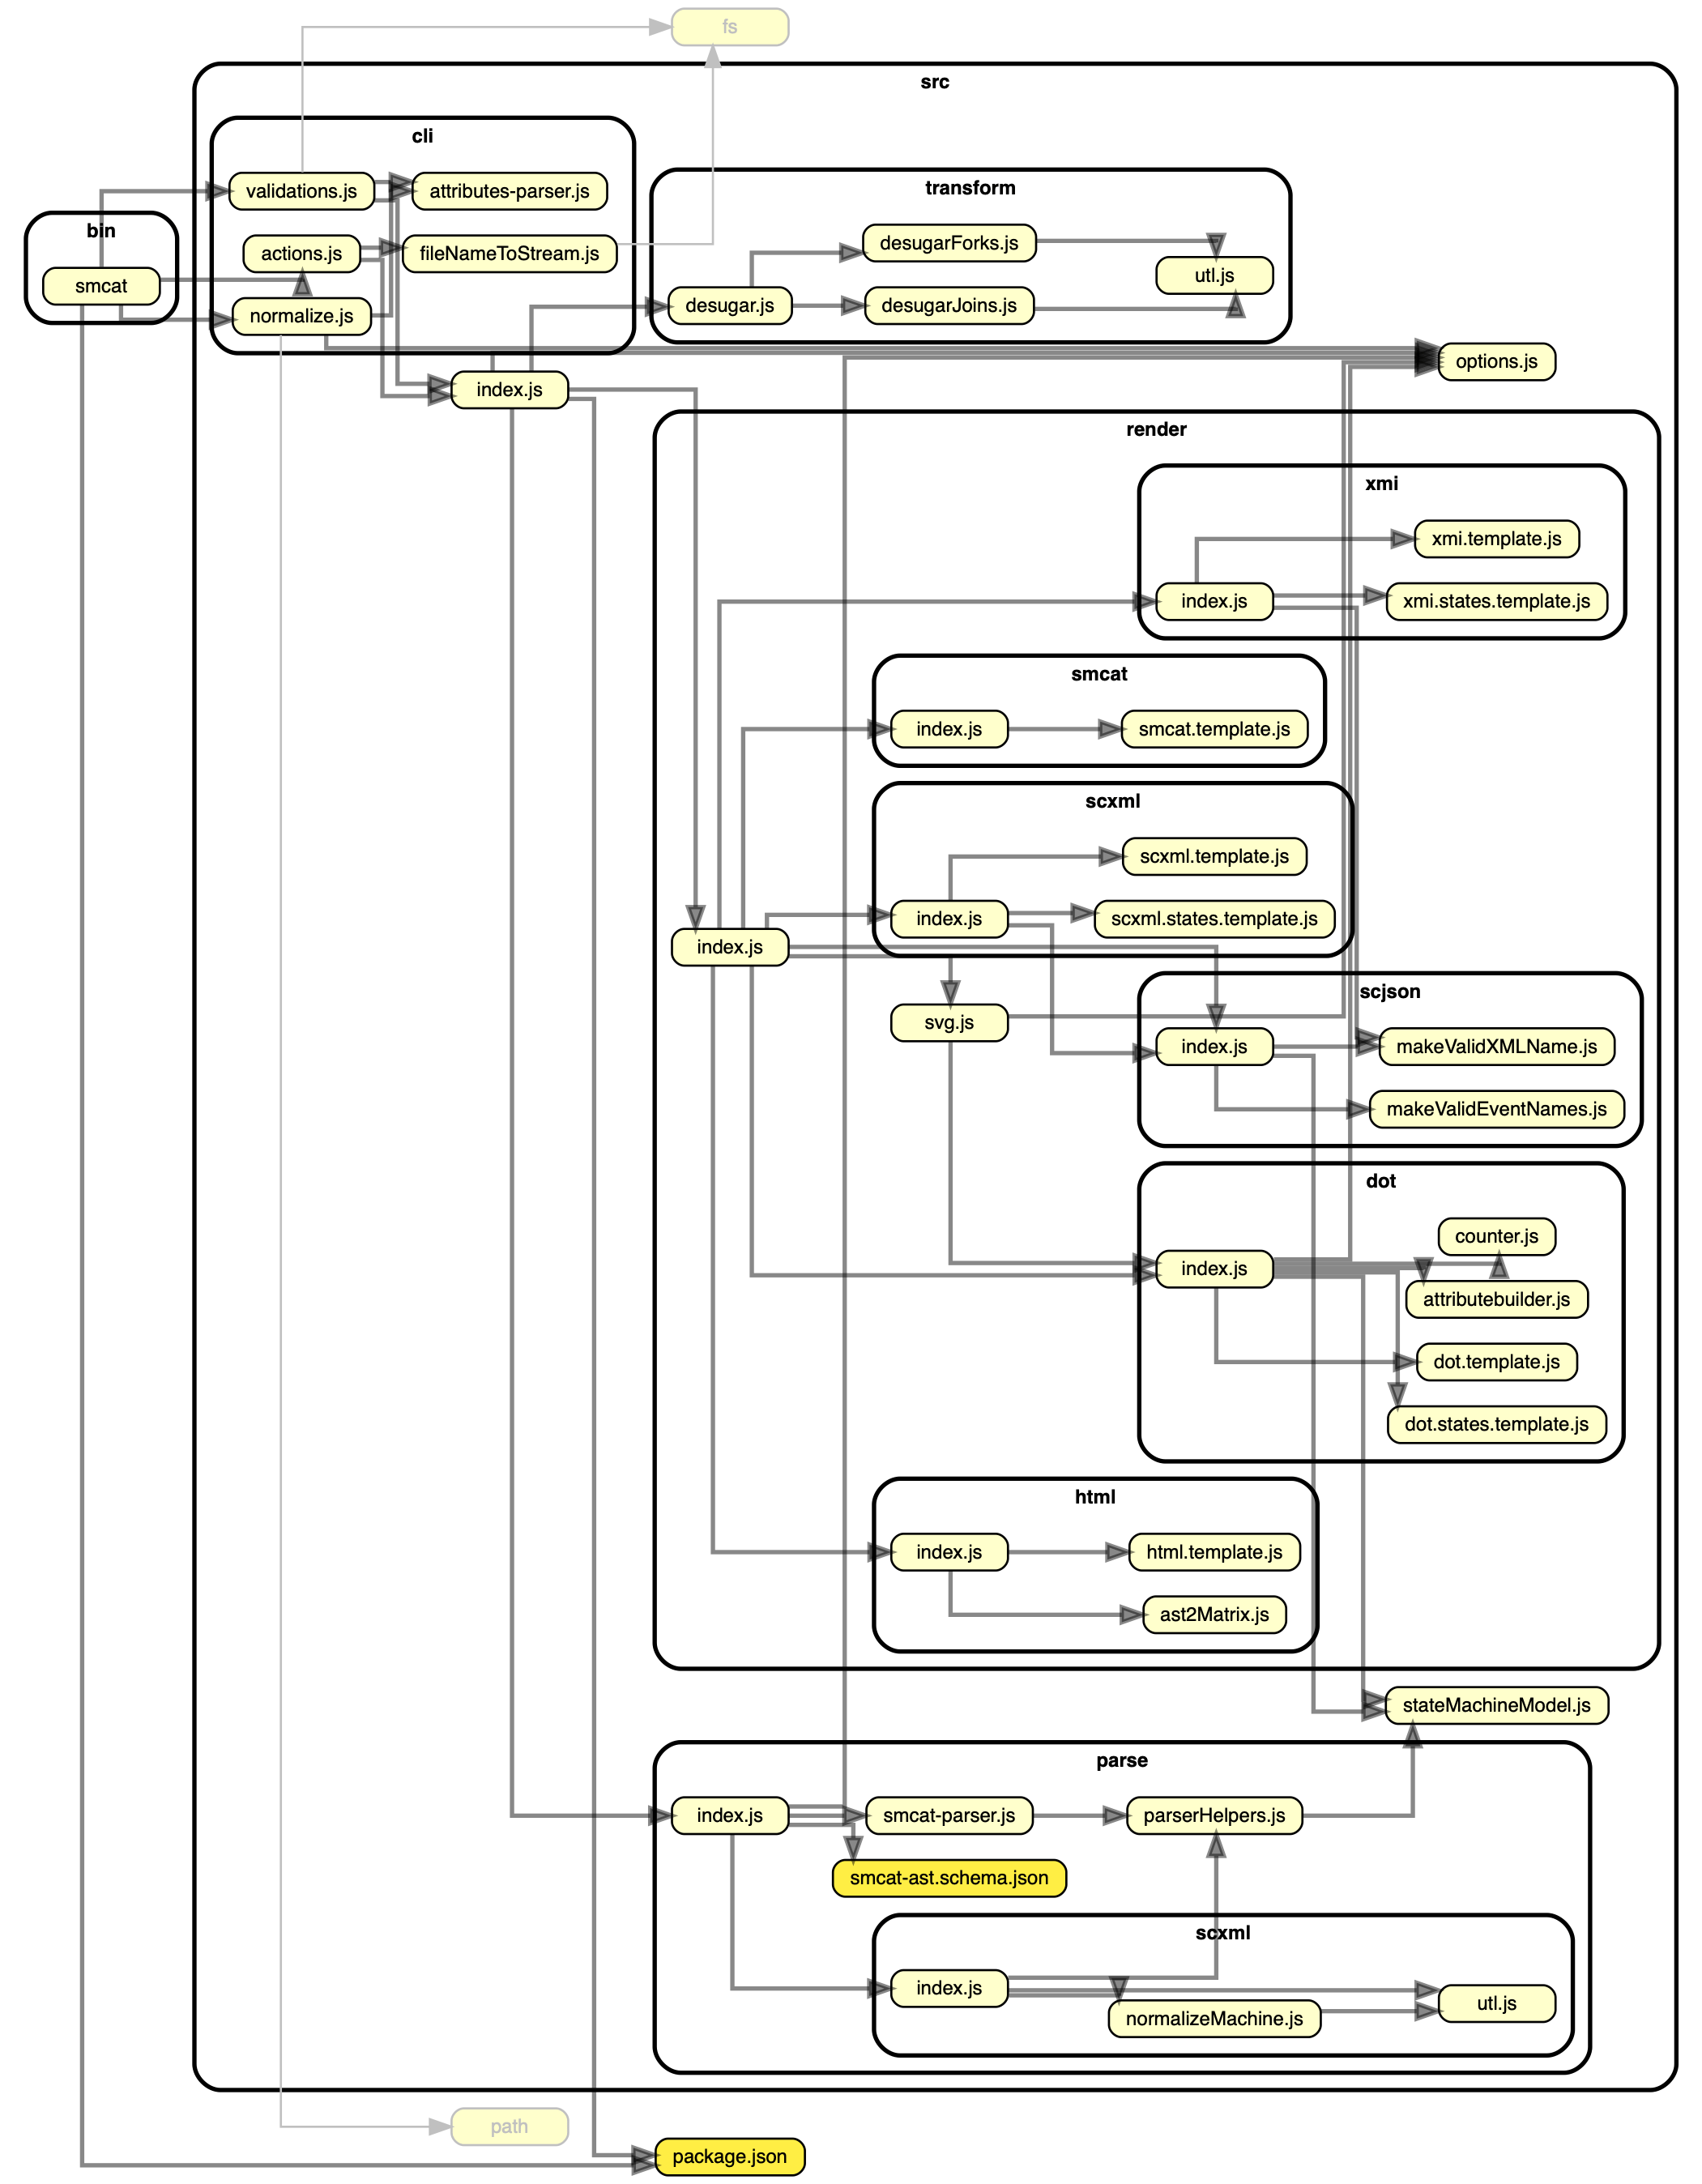 fs
src
cli
validations.js
attributes-parser.js
transform
bin
actions.js
fileNameToStream.js
desugarForks.js
utl.js
smcat
normalize.js
desugar.js
desugarJoins.js
options.js
index.js
render
xmi
xmi.template.js
index.js
xmi.states.template.js
smcat
index.js
smcat.template.js
scxml
scxml.template.js
index.js
scxml.states.template.js
index.js
scjson
svg.js
index.js
makeValidXMLName.js
makeValidEventNames.js
dot
counter.js
index.js
attributebuilder.js
dot.template.js
dot.states.template.js
html
index.js
html.template.js
ast2Matrix.js
stateMachineModel.js
parse
index.js
smcat-parser.js
parserHelpers.js
smcat-ast.schema.json
scxml
index.js
utl.js
normalizeMachine.js
path
package.json